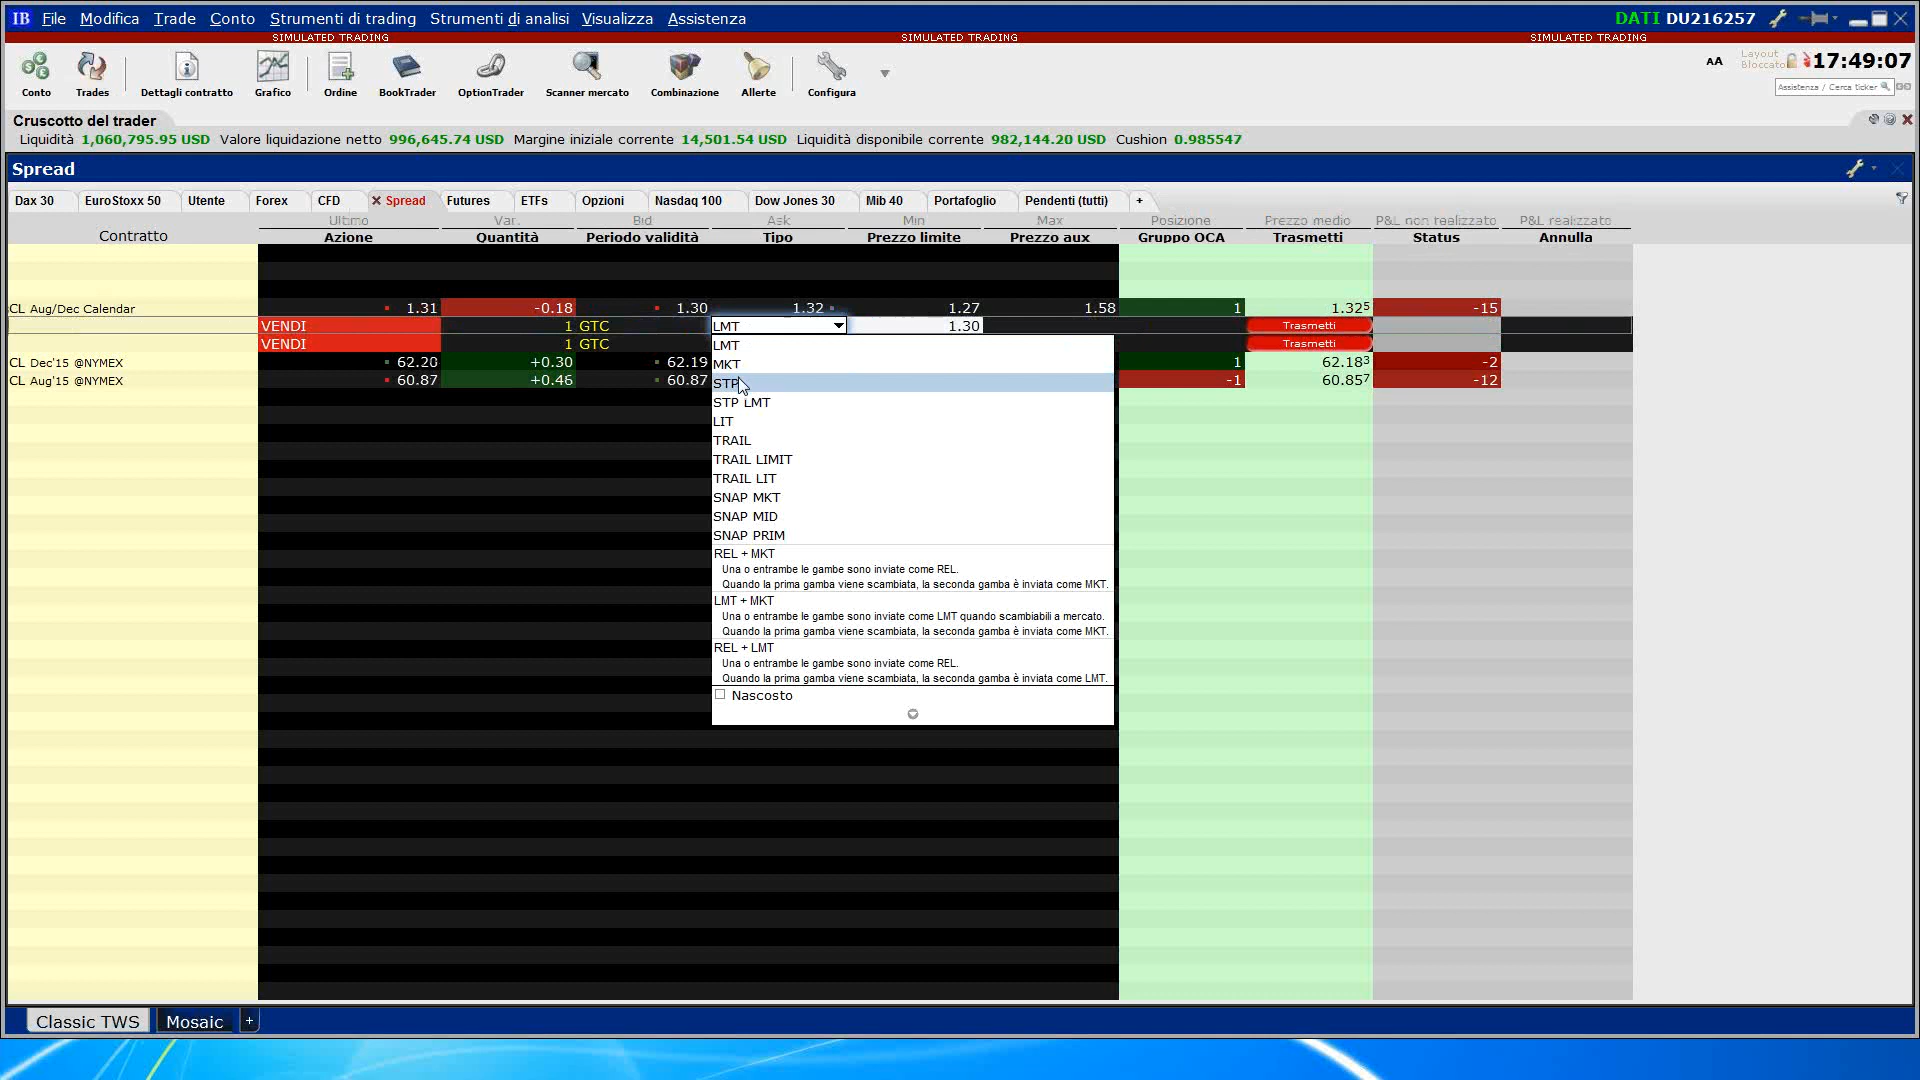 IB File Modifica Trade Conto Strumenti di trading Strumenti di analisi Visualizza Assistenza DATI DU216257
SIMULATED TRADING SIMULATED TRADING SIMULATED TRADING
Conto Trades Dettagli contratto Grafico Ordine BookTrader OptionTrader Scanner mercato Combinazione Allerte Configura
AA Layout Bloccato 17:49:07
Assistenza / Cerca ticker
Cruscotto del trader
Liquidità 1,060,795.95 USD Valore liquidazione netto 996,645.74 USD Margine iniziale corrente 14,501.54 USD Liquidità disponibile corrente 982,144.20 USD Cushion 0.985547
Spread
Dax 30 EuroStoxx 50 Utente Forex CFD Spread Futures ETFs Opzioni Nasdaq 100 Dow Jones 30 Mib 40 Portafoglio Pendenti (tutti) +
Ultimo Var. Bid Ask Min Max Posizione Prezzo medio P&L non realizzato P&L realizzato
Contratto Azione Quantità Periodo validità Tipo Prezzo limite Prezzo aux Gruppo OCA Trasmetti Status Annulla
CL Aug/Dec Calendar 1.31 -0.18 1.30 1.32 1.27 1.58 1 1.325 -15
VENDI 1 GTC LMT 1.30 Trasmetti
VENDI 1 GTC Trasmetti
CL Dec'15 @NYMEX 62.20 +0.30 62.19 1 62.183 -2
CL Aug'15 @NYMEX 60.87 +0.46 60.87 -1 60.857 -12
LMT
MKT
STP
STP LMT
LIT
TRAIL
TRAIL LIMIT
TRAIL LIT
SNAP MKT
SNAP MID
SNAP PRIM
REL + MKT
Una o entrambe le gambe sono inviate come REL.
Quando la prima gamba viene scambiata, la seconda gamba è inviata come MKT.
LMT + MKT
Una o entrambe le gambe sono inviate come LMT quando scambiabili a mercato.
Quando la prima gamba viene scambiata, la seconda gamba è inviata come MKT.
REL + LMT
Una o entrambe le gambe sono inviate come REL.
Quando la prima gamba viene scambiata, la seconda gamba è inviata come LMT.
Nascosto
Classic TWS Mosaic +